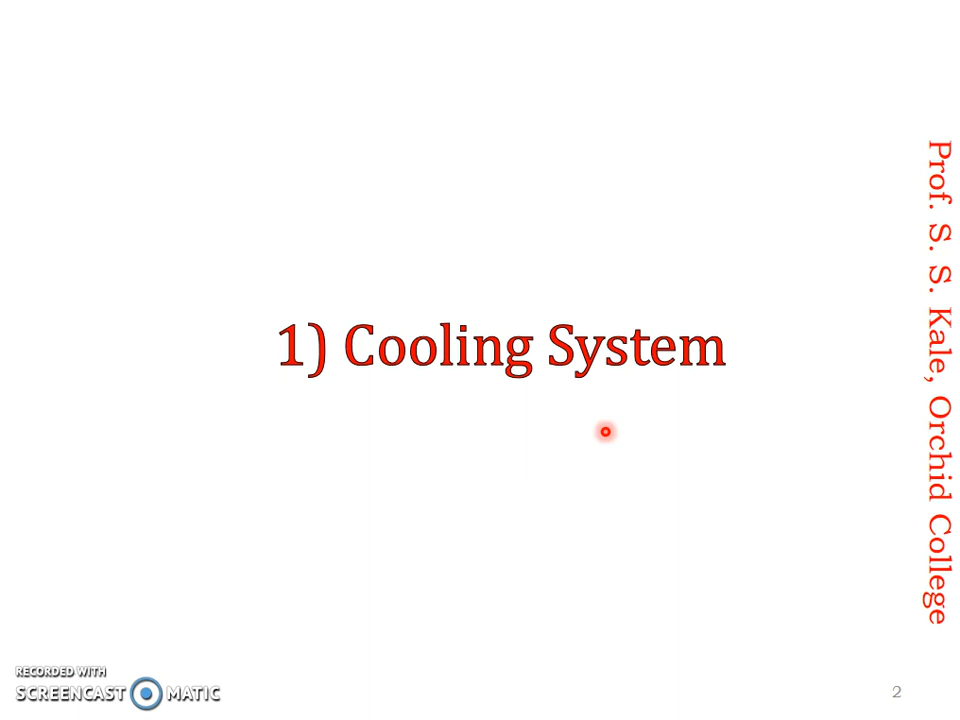 1) Cooling System
Prof. S. S. Kale, Orchid College
RECORDED WITH
SCREENCAST MATIC
2